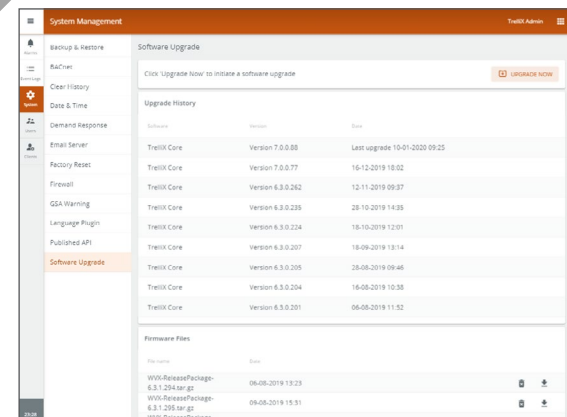 System Management
TrelliX Admin
Event Logs
System
Users
Clients
23:28
Backup & Restore
BACnet
Clear History
Date & Time
Demand Response
Email Server
Factory Reset
Firewall
GSA Warning
Language Plugin
Published API
Software Upgrade
Software Upgrade
Click 'Upgrade Now' to initiate a software upgrade
UPGRADE NOW
Upgrade History
Software Version Date
TrelliX Core Version 7.0.0.88 Last upgrade 10-01-2020 09:25
TrelliX Core Version 7.0.0.77 16-12-2019 18:02
TrelliX Core Version 6.3.0.262 12-11-2019 09:37
TrelliX Core Version 6.3.0.235 28-10-2019 14:35
TrelliX Core Version 6.3.0.224 18-10-2019 12:01
TrelliX Core Version 6.3.0.207 18-09-2019 13:14
TrelliX Core Version 6.3.0.205 28-08-2019 09:46
TrelliX Core Version 6.3.0.204 16-08-2019 10:38
TrelliX Core Version 6.3.0.201 06-08-2019 11:52
Firmware Files
File name Date
WVX-ReleasePackage-
6.3.1.294.tar.gz 06-08-2019 13:23
WVX-ReleasePackage-
6.3.1.295.tar.gz 09-08-2019 15:31
WVX-ReleasePackage-